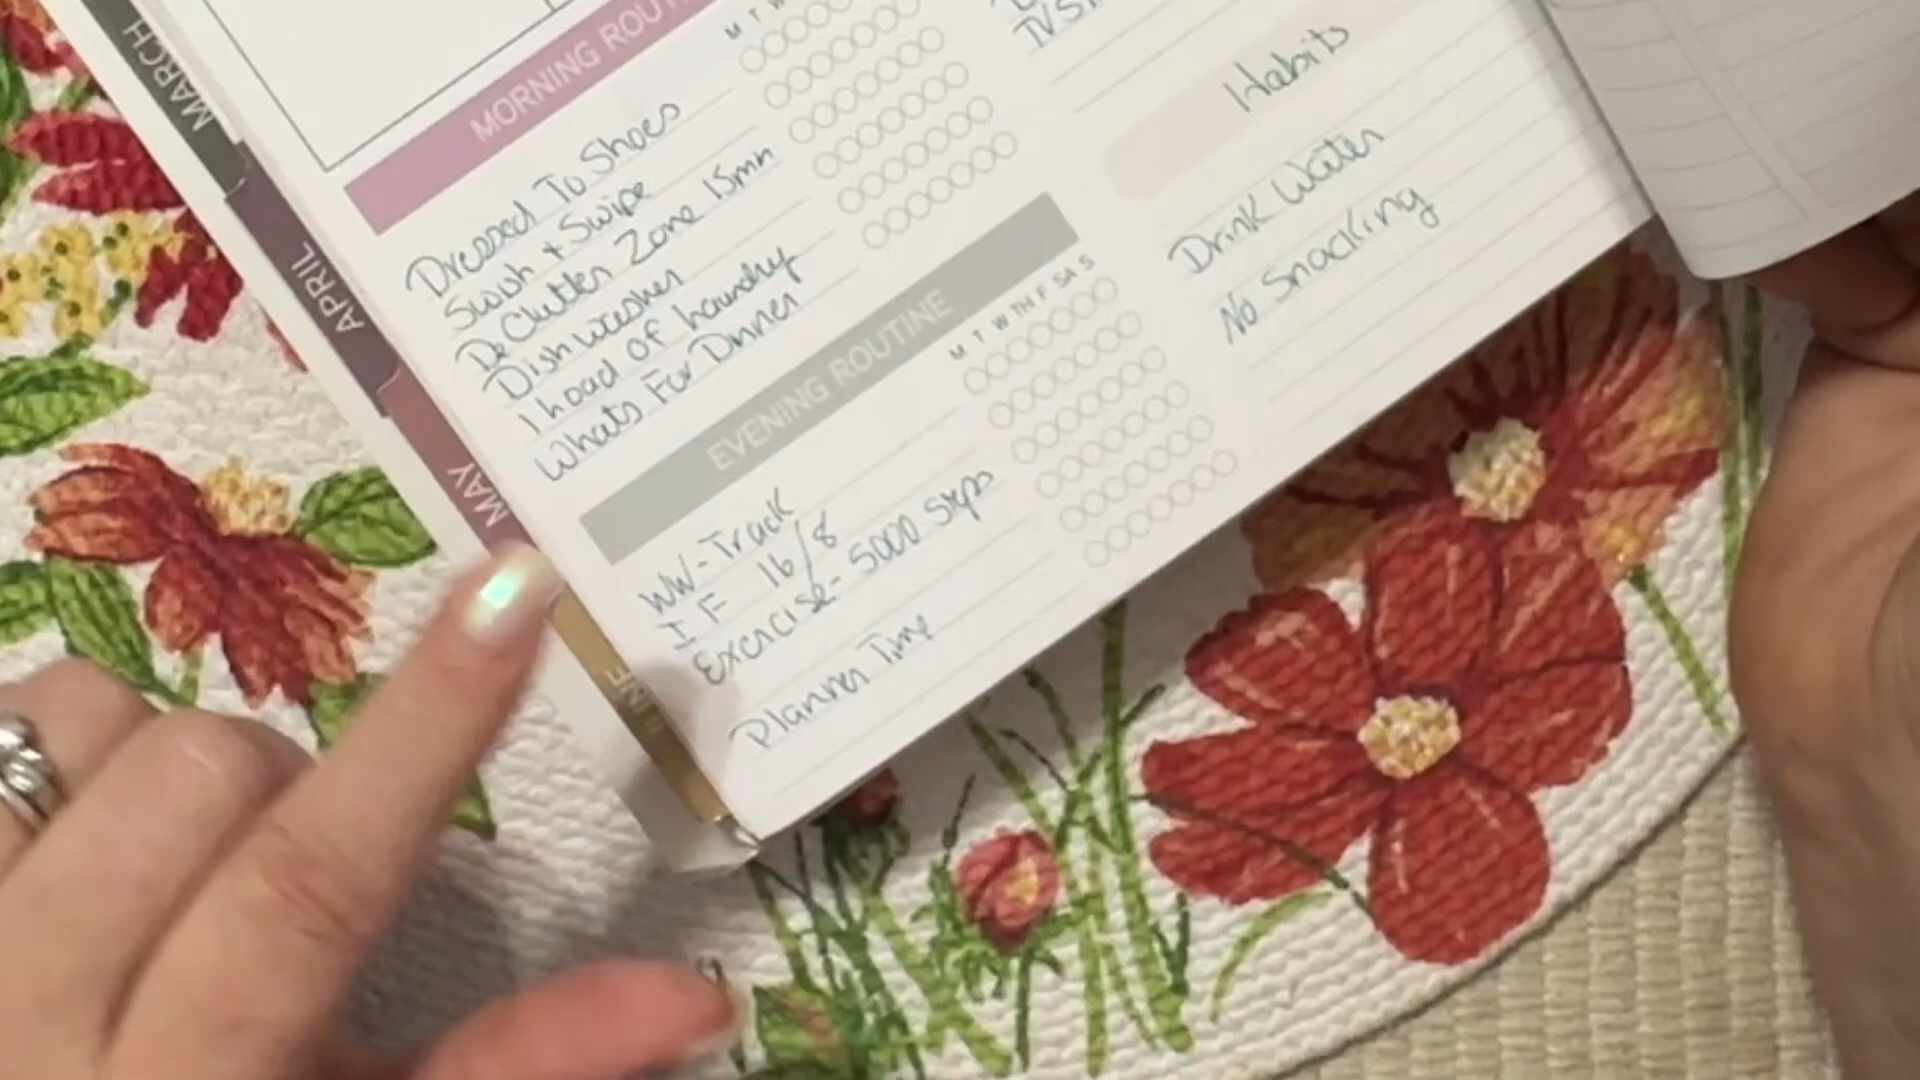 MARCH
APRIL
MAY
JUNE
MORNING
M T W
Dressed To Shoes
Swish + Swipe
DeClutter Zone 15mn
Dishwasher
1 Load of Laundry
Whats For Dinner
EVENING ROUTINE
M T W TH F SA S
WW-Track
IF 16/8
Exercise- 5000 Steps
Planner Time
Habits
Drink Water
No Snacking